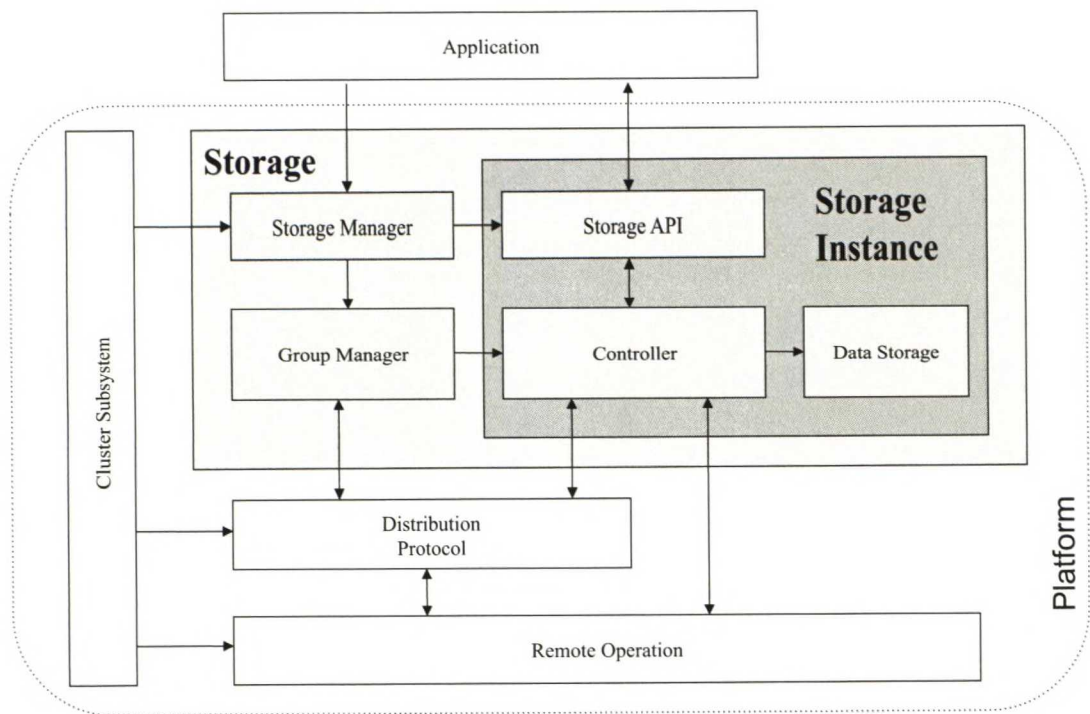 Application
Storage
Storage
Instance
Storage Manager
Storage API
Group Manager
Controller
Data Storage
Cluster Subsystem
Distribution
Protocol
Platform
Remote Operation